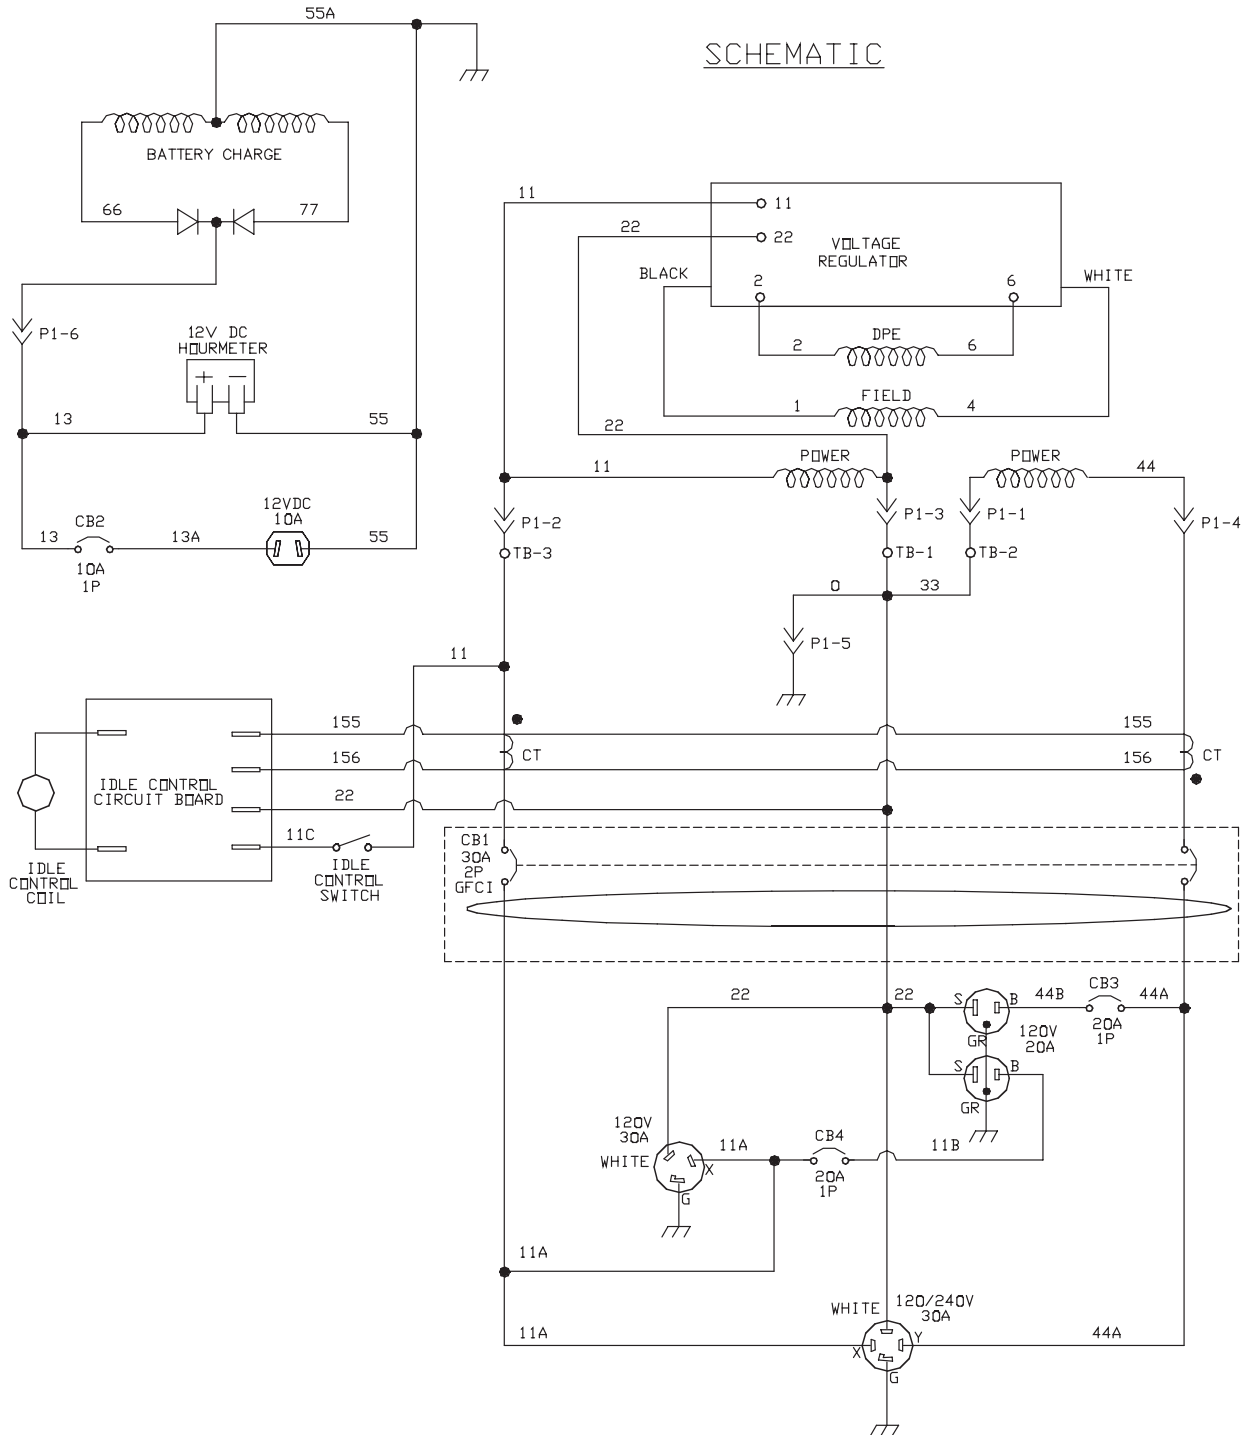 55A
SCHEMATIC
BATTERY CHARGE
66
77
11
11
22
22
VOLTAGE
REGULATOR
BLACK
WHITE
2
6
P1-6
12V DC
HOURMETER
+
—
DPE
2
6
FIELD
1
4
13
55
22
POWER
POWER
11
44
12VDC
10A
CB2
13
13A
55
10A
1P
P1-2
P1-3
P1-1
P1-4
TB-3
TB-1
TB-2
0
33
P1-5
11
155
155
156
156
CT
CT
IDLE CONTROL
CIRCUIT BOARD
22
11C
IDLE
CONTROL
COIL
IDLE
CONTROL
SWITCH
CB1
30A
2P
GFCI
22
22
S
B
44B
CB3
44A
20A
1P
120V
20A
GR
S
B
GR
120V
30A
WHITE
11A
X
G
CB4
20A
1P
11B
11A
WHITE
120/240V
30A
11A
X
Y
G
44A